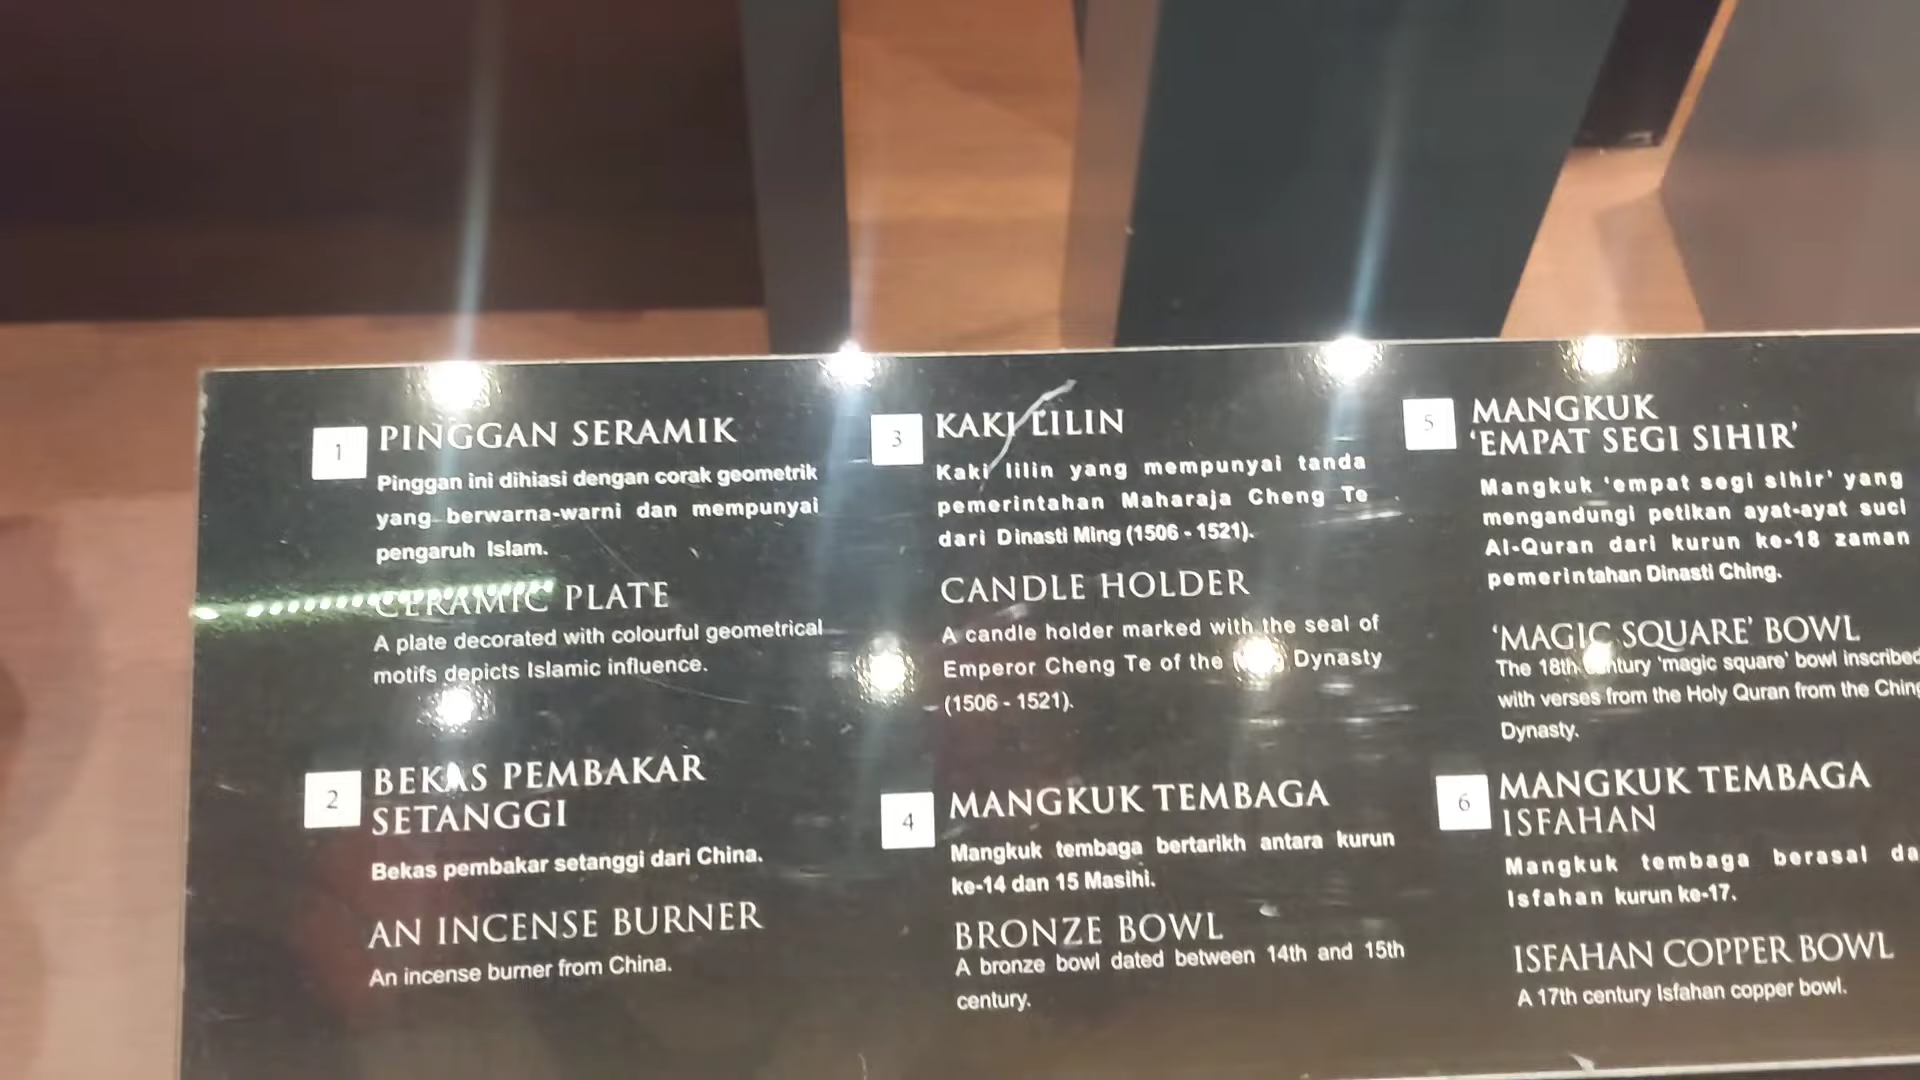 1
PINGGAN SERAMIK
Pinggan ini dihiasi dengan corak geometrik
yang berwarna-warni dan mempunyai
pengaruh Islam.
CERAMIC PLATE
A plate decorated with colourful geometrical
motifs depicts Islamic influence.
2
BEKAS PEMBAKAR
SETANGGI
Bekas pembakar setanggi dari China.
AN INCENSE BURNER
An incense burner from China.
3
KAKI LILIN
Kaki lilin yang mempunyai tanda
pemerintahan Maharaja Cheng Te
dari Dinasti Ming (1506 - 1521).
CANDLE HOLDER
A candle holder marked with the seal of
Emperor Cheng Te of the Dynasty
(1506 - 1521).
4
MANGKUK TEMBAGA
Mangkuk tembaga bertarikh antara kurun
ke-14 dan 15 Masihi.
BRONZE BOWL
A bronze bowl dated between 14th and 15th
century.
5
MANGKUK
'EMPAT SEGI SIHIR'
Mangkuk 'empat segi sihir' yang
mengandungi petikan ayat-ayat suci
Al-Quran dari kurun ke-18 zaman
pemerintahan Dinasti Ching.
'MAGIC SQUARE' BOWL
The 18th century 'magic square' bowl inscribed
with verses from the Holy Quran from the Ching
Dynasty.
6
MANGKUK TEMBAGA
ISFAHAN
Mangkuk tembaga berasal
Isfahan kurun ke-17.
ISFAHAN COPPER BOWL
A 17th century Isfahan copper bowl.